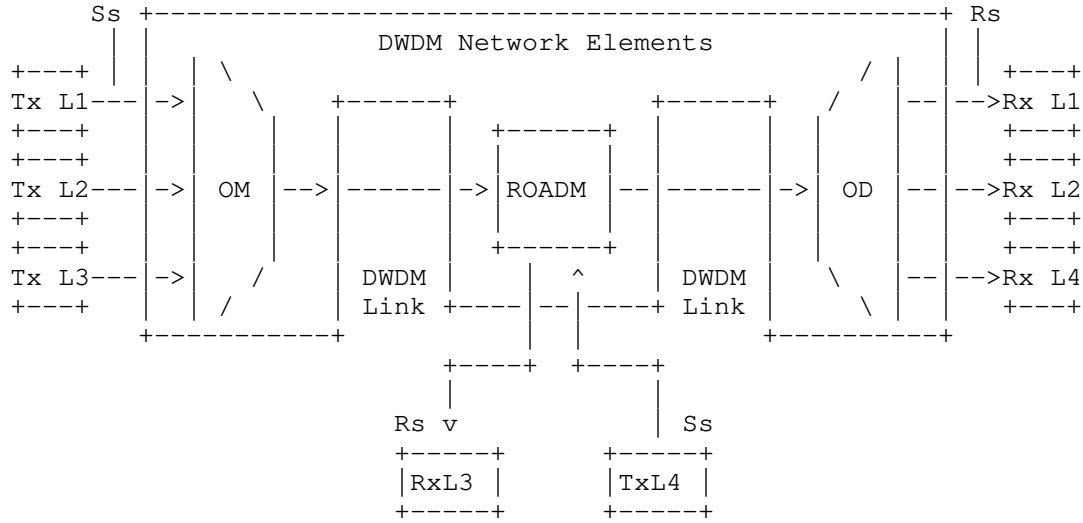 Ss Rs
DWDM Network Elements
Tx L1 Rx L1
Tx L2 OM ROADM OD Rx L2
Tx L3 DWDM DWDM Rx L4
Link Link
Rs v Ss
RxL3 TxL4